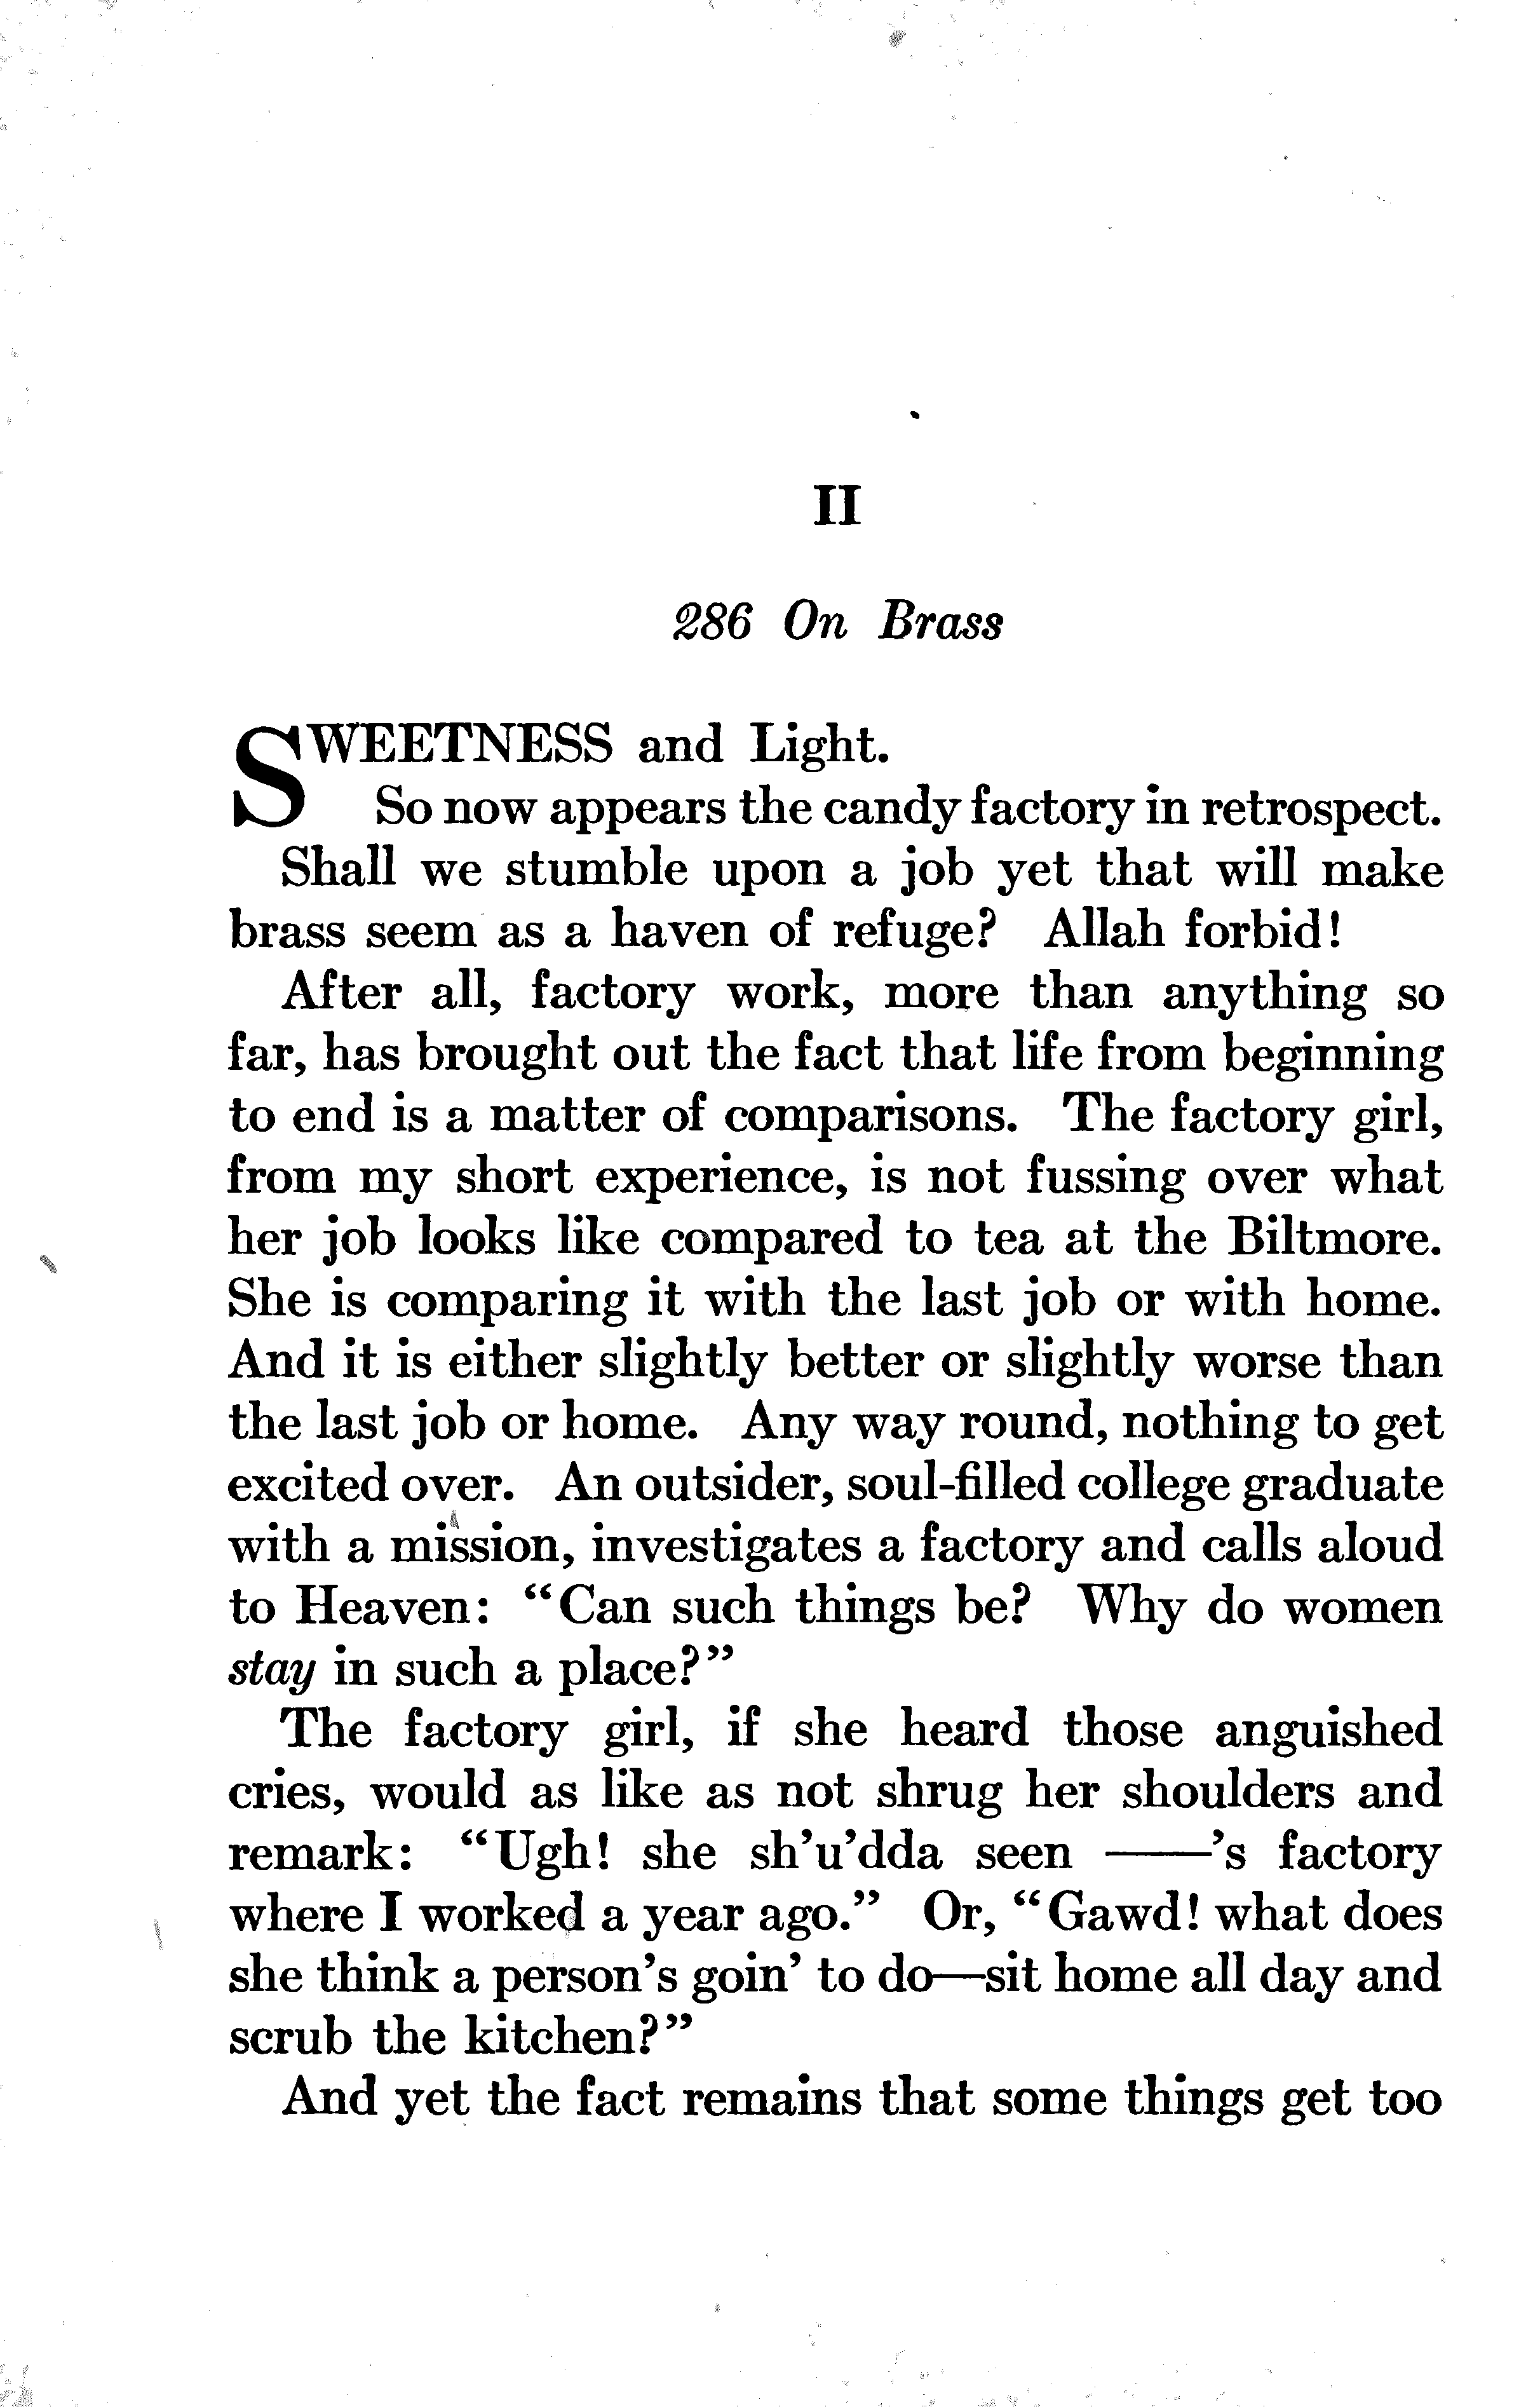 II
286 On Brass
SWEETNESS and Light.
So now appears the candy factory in retrospect.
Shall we stumble upon a job yet that will make
brass seem as a haven of refuge? Allah forbid!
After all, factory work, more than anything so
far, has brought out the fact that life from beginning
to end is a matter of comparisons. The factory girl,
from my short experience, is not fussing over what
her job looks like compared to tea at the Biltmore.
She is comparing it with the last job or with home.
And it is either slightly better or slightly worse than
the last job or home. Any way round, nothing to get
excited over. An outsider, soul-filled college graduate
with a mission, investigates a factory and calls aloud
to Heaven: “Can such things be? Why do women
stay in such a place?”
The factory girl, if she heard those anguished
cries, would as like as not shrug her shoulders and
remark: “Ugh! she sh’u’dda seen ——’s factory
where I worked a year ago.” Or, “Gawd! what does
she think a person’s goin’ to do—sit home all day and
scrub the kitchen?”
And yet the fact remains that some things get too